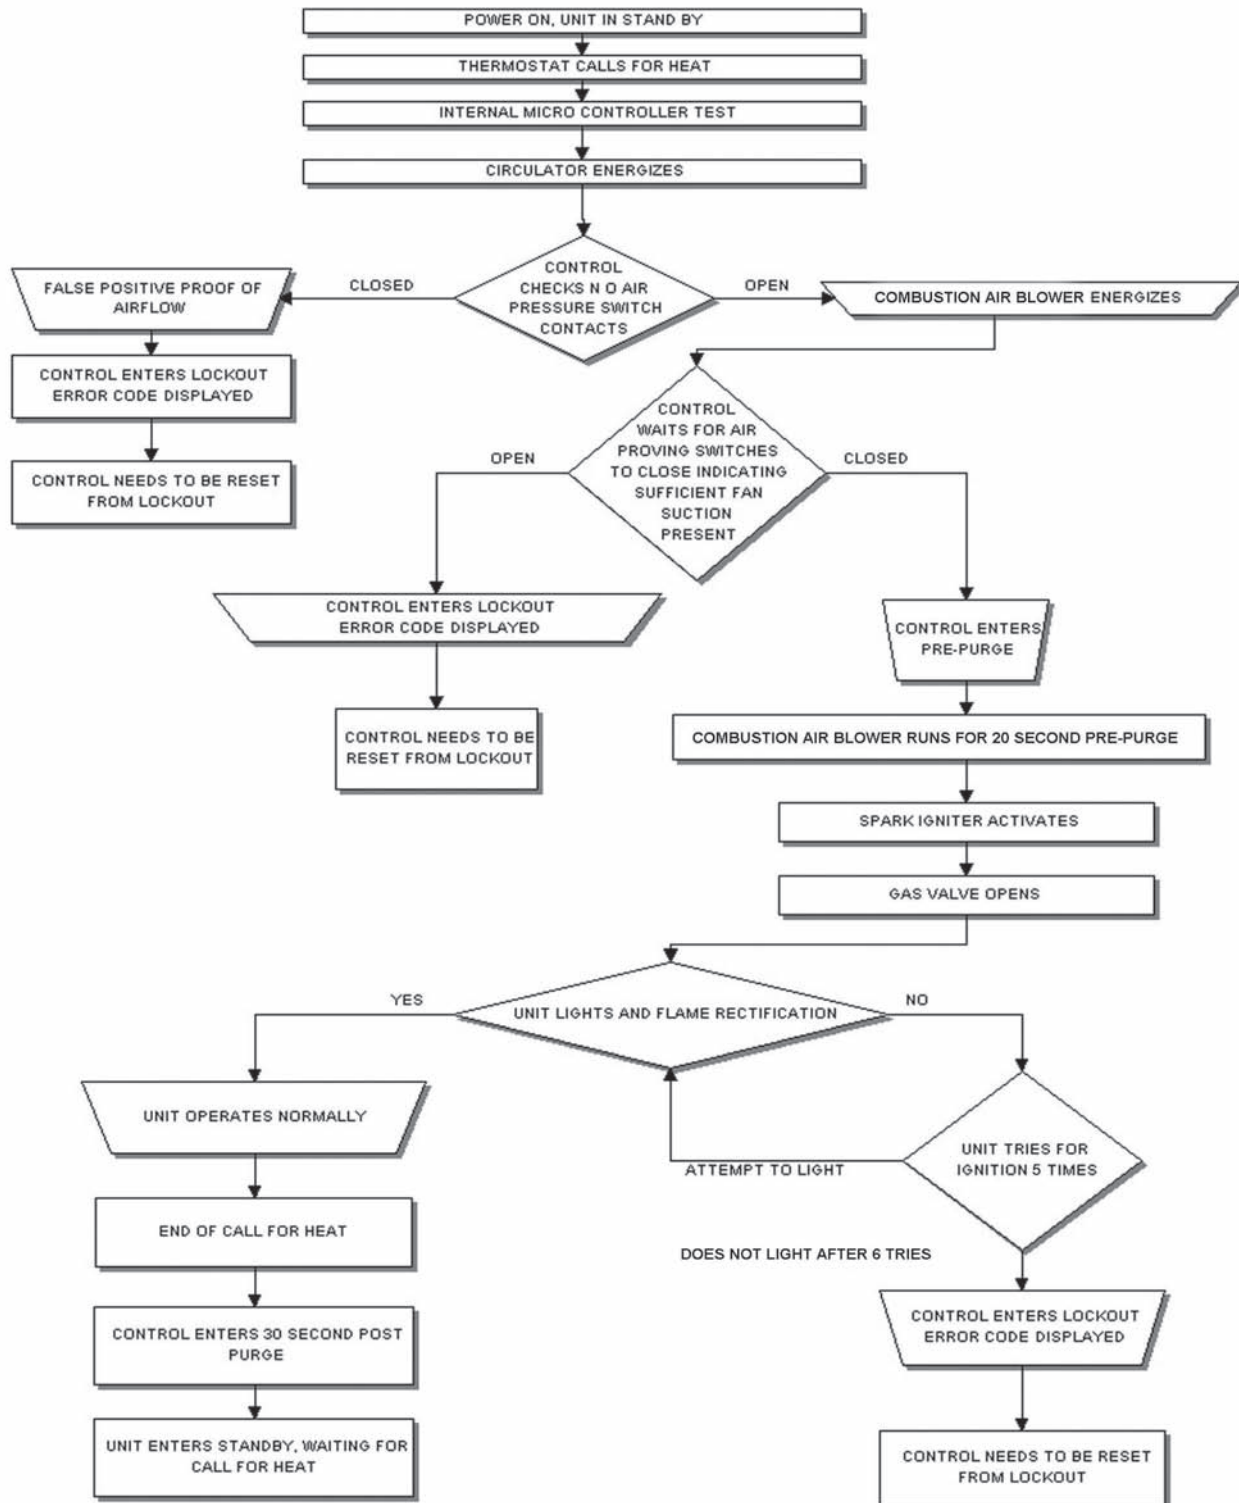 POWER ON, UNIT IN STAND BY
THERMOSTAT CALLS FOR HEAT
INTERNAL MICRO CONTROLLER TEST
CIRCULATOR ENERGIZES
CONTROL
CHECKS N O AIR
PRESSURE SWITCH
CONTACTS
CLOSED
OPEN
FALSE POSITIVE PROOF OF
AIRFLOW
CONTROL ENTERS LOCKOUT
ERROR CODE DISPLAYED
CONTROL NEEDS TO BE RESET
FROM LOCKOUT
COMBUSTION AIR BLOWER ENERGIZES
CONTROL
WAITS FOR AIR
PROVING SWITCHES
TO CLOSE INDICATING
SUFFICIENT FAN
SUCTION
PRESENT
OPEN
CLOSED
CONTROL ENTERS LOCKOUT
ERROR CODE DISPLAYED
CONTROL NEEDS TO BE
RESET FROM LOCKOUT
CONTROL ENTERS
PRE-PURGE
COMBUSTION AIR BLOWER RUNS FOR 20 SECOND PRE-PURGE
SPARK IGNITER ACTIVATES
GAS VALVE OPENS
UNIT LIGHTS AND FLAME RECTIFICATION
YES
NO
UNIT OPERATES NORMALLY
END OF CALL FOR HEAT
CONTROL ENTERS 30 SECOND POST
PURGE
UNIT ENTERS STANDBY, WAITING FOR
CALL FOR HEAT
UNIT TRIES FOR
IGNITION 5 TIMES
ATTEMPT TO LIGHT
DOES NOT LIGHT AFTER 6 TRIES
CONTROL ENTERS LOCKOUT
ERROR CODE DISPLAYED
CONTROL NEEDS TO BE RESET
FROM LOCKOUT